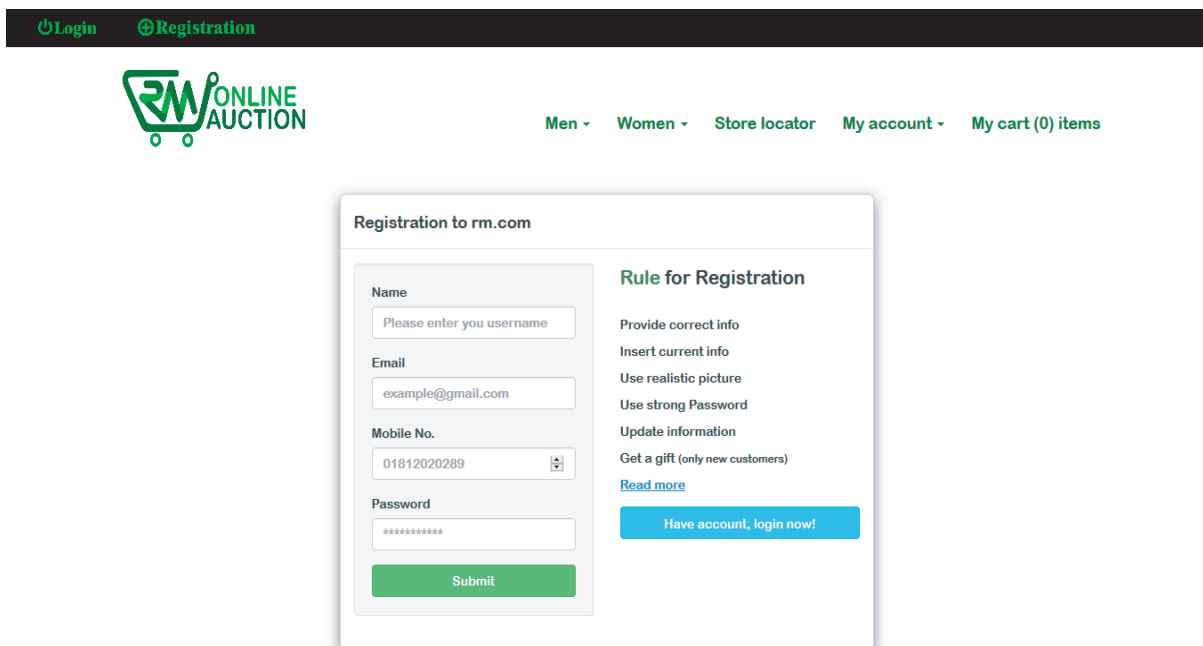 Login Registration
RM ONLINE
AUCTION
Men Women Store locator My account My cart (0) items
Registration to rm.com
Name
Please enter you username
Email
example@gmail.com
Mobile No.
01812020289
Password
***********
Submit
Rule for Registration
Provide correct info
Insert current info
Use realistic picture
Use strong Password
Update information
Get a gift (only new customers)
Read more
Have account, login now!